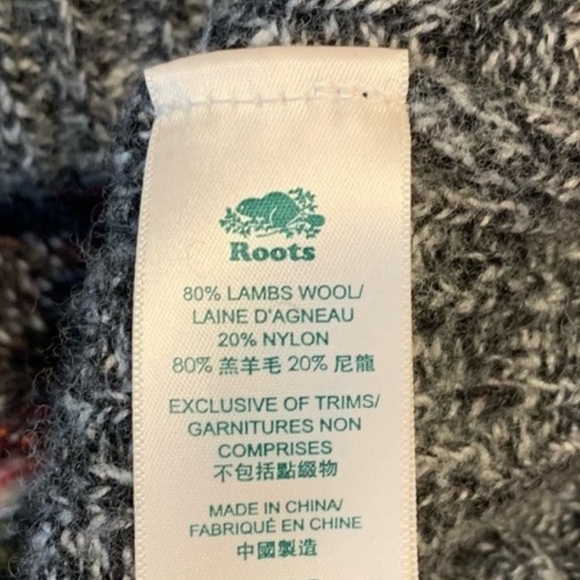 Roots
80% LAMBS WOOL/
LAINE D'AGNEAU
20% NYLON
80% 羔羊毛 20% 尼龍
EXCLUSIVE OF TRIMS/
GARNITURES NON
COMPRISES
不包括點綴物
MADE IN CHINA/
FABRIQUÉ EN CHINE
中國製造